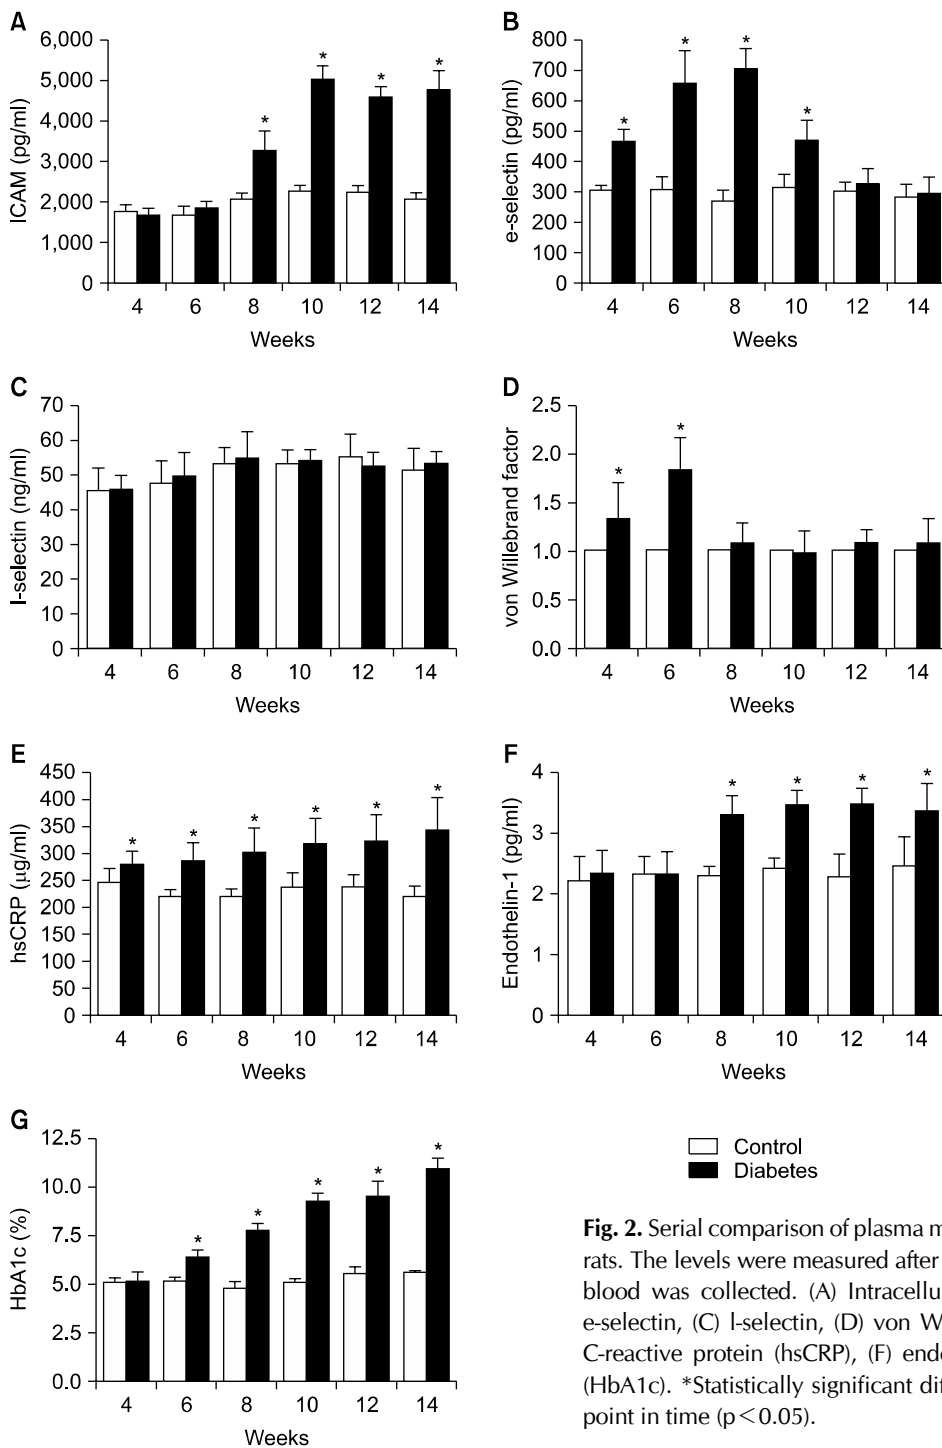 A
6,000
5,000
4,000
3,000
2,000
1,000
0
ICAM (pg/ml)
* * * *
4 6 8 10 12 14
Weeks
B
800
700
600
500
400
300
200
100
0
e-selectin (pg/ml)
* * * *
4 6 8 10 12 14
Weeks
C
70
60
50
40
30
20
10
0
l-selectin (ng/ml)
4 6 8 10 12 14
Weeks
D
2.5
2.0
1.5
1.0
0.5
0.0
von Willebrand factor
* *
4 6 8 10 12 14
Weeks
E
450
400
350
300
250
200
150
100
50
0
hsCRP (µg/ml)
* * * * * *
4 6 8 10 12 14
Weeks
F
4
3
2
1
0
Endothelin-1 (pg/ml)
* * * *
4 6 8 10 12 14
Weeks
G
12.5
10.0
7.5
5.0
2.5
0.0
HbA1c (%)
* * * * *
4 6 8 10 12 14
Weeks
Control
Diabetes
Fig. 2. Serial comparison of plasma m
rats. The levels were measured after
blood was collected. (A) Intracellu
e-selectin, (C) l-selectin, (D) von W
C-reactive protein (hsCRP), (F) endo
(HbA1c). *Statistically significant dif
point in time (p<0.05).